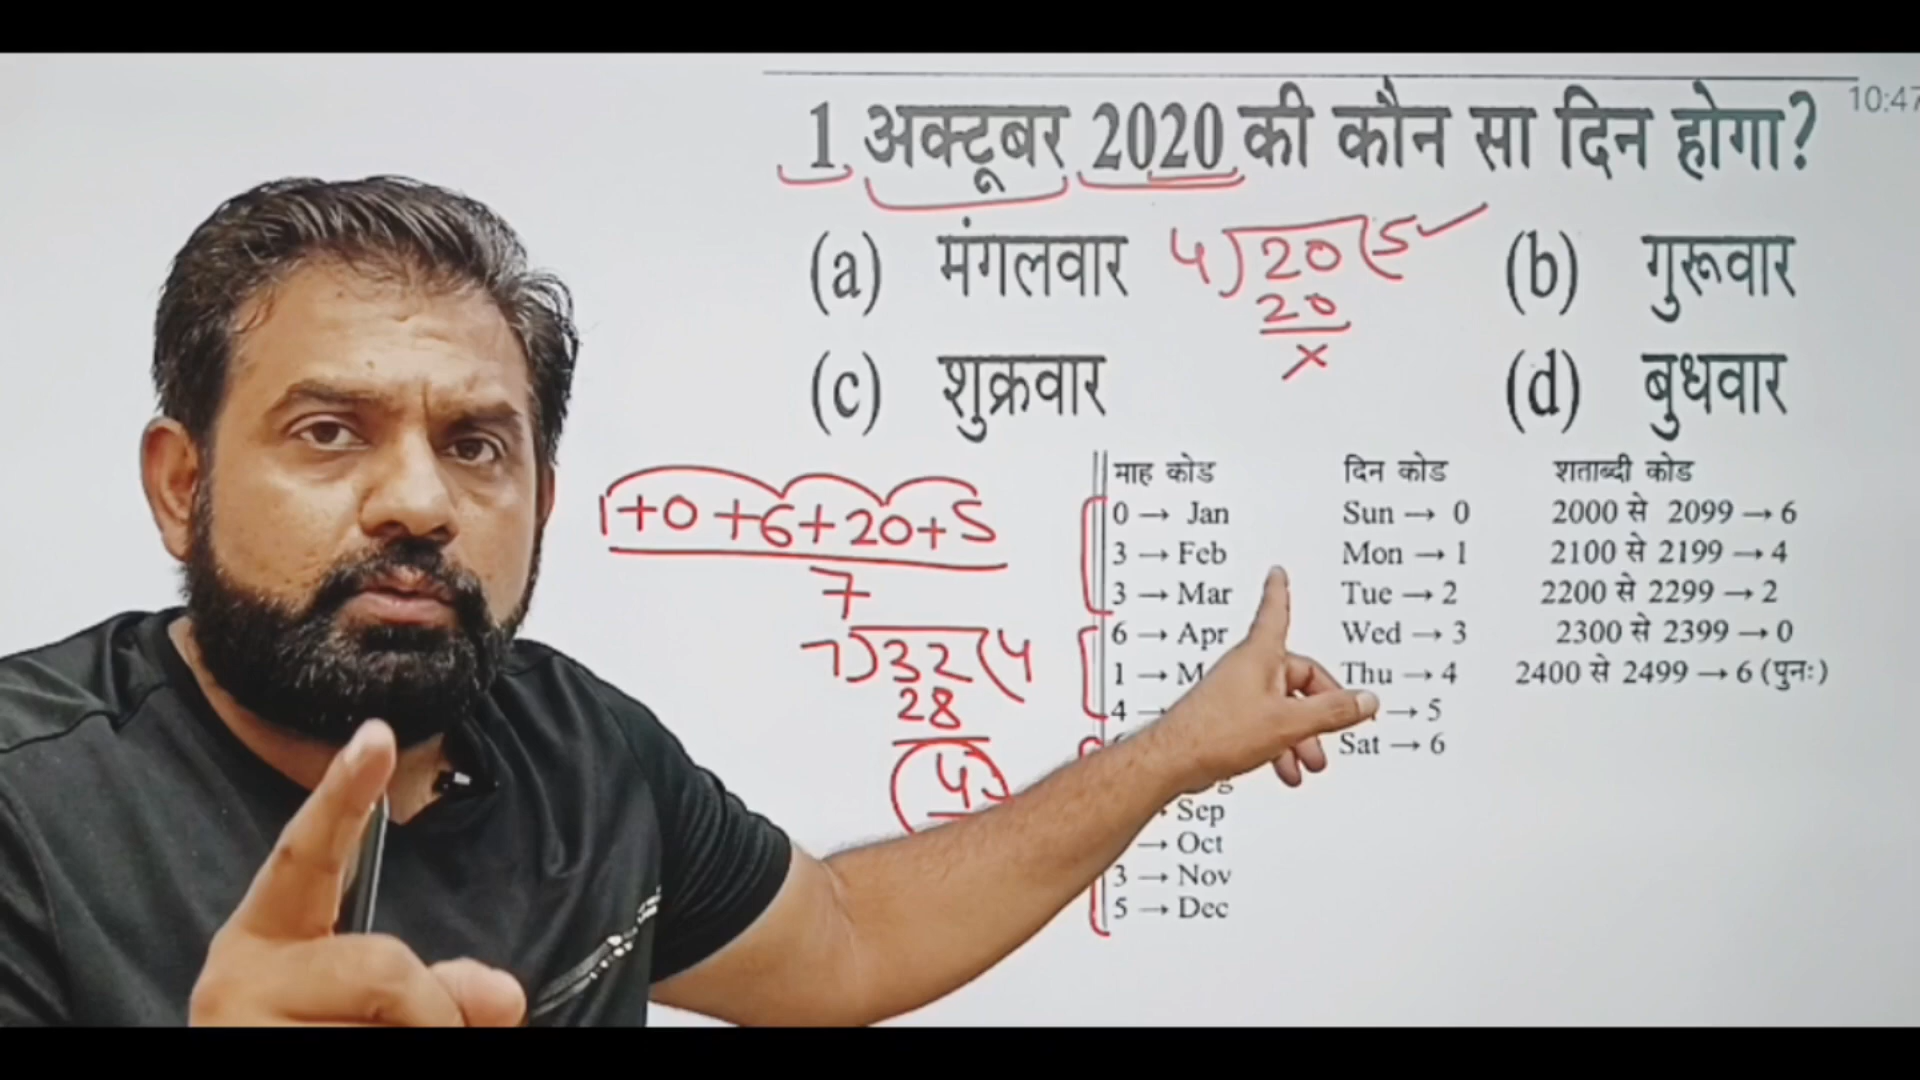 10:47
1 अक्टूबर 2020 की कौन सा दिन होगा?
(a) मंगलवार (b) गुरूवार
(c) शुक्रवार (d) बुधवार
4)20(5✓
20
×
1+0+6+20+5
7
7)32(4
28
4
माह कोड
0 → Jan
3 → Feb
3 → Mar
6 → Apr
1 →
4 →
Sep
→ Oct
3 → Nov
5 → Dec
दिन कोड
Sun → 0
Mon → 1
Tue → 2
Wed → 3
Thu → 4
→ 5
Sat → 6
शताब्दी कोड
2000 से 2099 → 6
2100 से 2199 → 4
2200 से 2299 → 2
2300 से 2399 → 0
2400 से 2499 → 6 (पुनः)